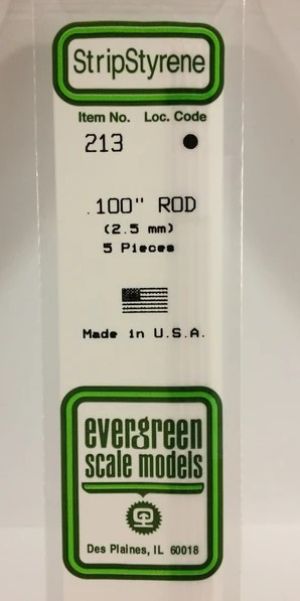 StripStyrene
Item No. Loc. Code
213 ●
.100" ROD
(2.5 mm)
5 Pieces
Made in U.S.A.
evergreen
scale models
Des Plaines, IL 60018